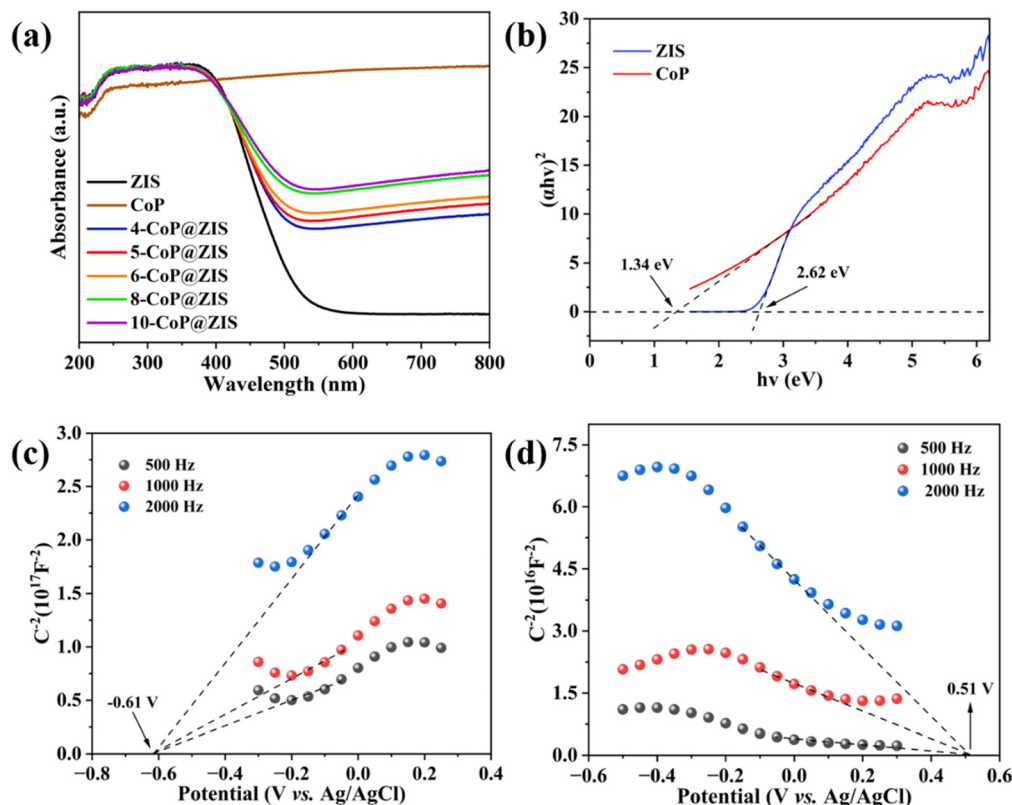 (a)
Absorbance (a.u.)
ZIS
CoP
4-CoP@ZIS
5-CoP@ZIS
6-CoP@ZIS
8-CoP@ZIS
10-CoP@ZIS
200 300 400 500 600 700 800
Wavelength (nm)
(b)
(αhν)²
30
25
20
15
10
5
0
ZIS
CoP
1.34 eV
2.62 eV
0 1 2 3 4 5 6
hν (eV)
(c)
C⁻²(10¹⁷F⁻²)
3.0
2.5
2.0
1.5
1.0
0.5
0.0
500 Hz
1000 Hz
2000 Hz
-0.61 V
−0.8 −0.6 −0.4 −0.2 0.0 0.2 0.4
Potential (V vs. Ag/AgCl)
(d)
C⁻²(10¹⁶F⁻²)
7.5
6.0
4.5
3.0
1.5
0.0
500 Hz
1000 Hz
2000 Hz
0.51 V
−0.6 −0.4 −0.2 0.0 0.2 0.4 0.6
Potential (V vs. Ag/AgCl)